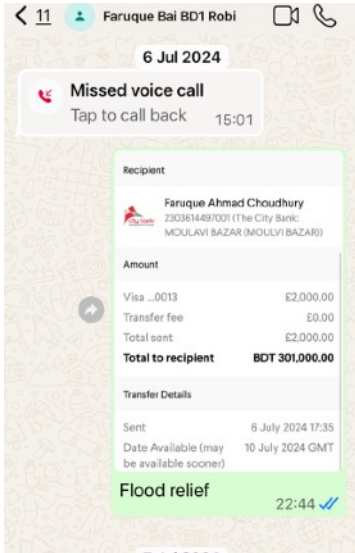 11
Faruque Bai BD1 Robi
6 Jul 2024
Missed voice call
Tap to call back 15:01
Recipient
city bank
Faruque Ahmad Choudhury
2303614497001 (The City Bank:
MOULAVI BAZAR (MOULVI BAZAR))
Amount
Visa ...0013 £2,000.00
Transfer fee £0.00
Total sent £2,000.00
Total to recipient BDT 301,000.00
Transfer Details
Sent 6 July 2024 17:35
Date Available (may 10 July 2024 GMT
be available sooner)
Flood relief
22:44